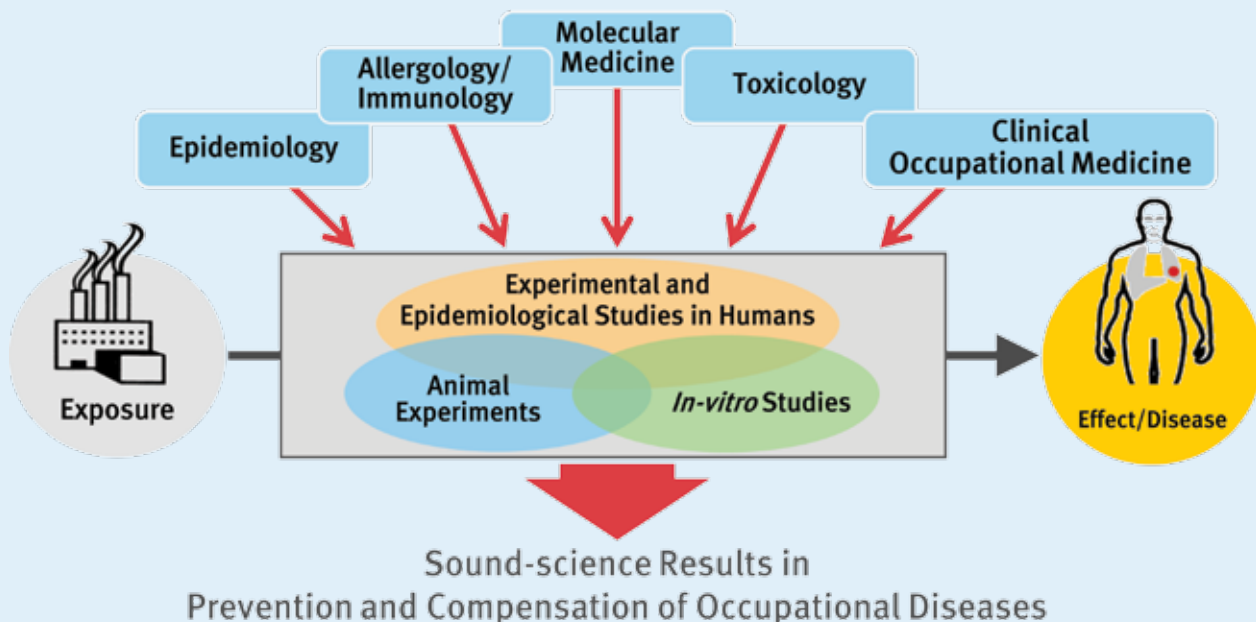 Molecular
Medicine
Allergology/
Immunology
Toxicology
Epidemiology
Clinical
Occupational Medicine
Experimental and
Epidemiological Studies in Humans
Animal
Experiments
In-vitro Studies
Exposure
Effect/Disease
Sound-science Results in
Prevention and Compensation of Occupational Diseases